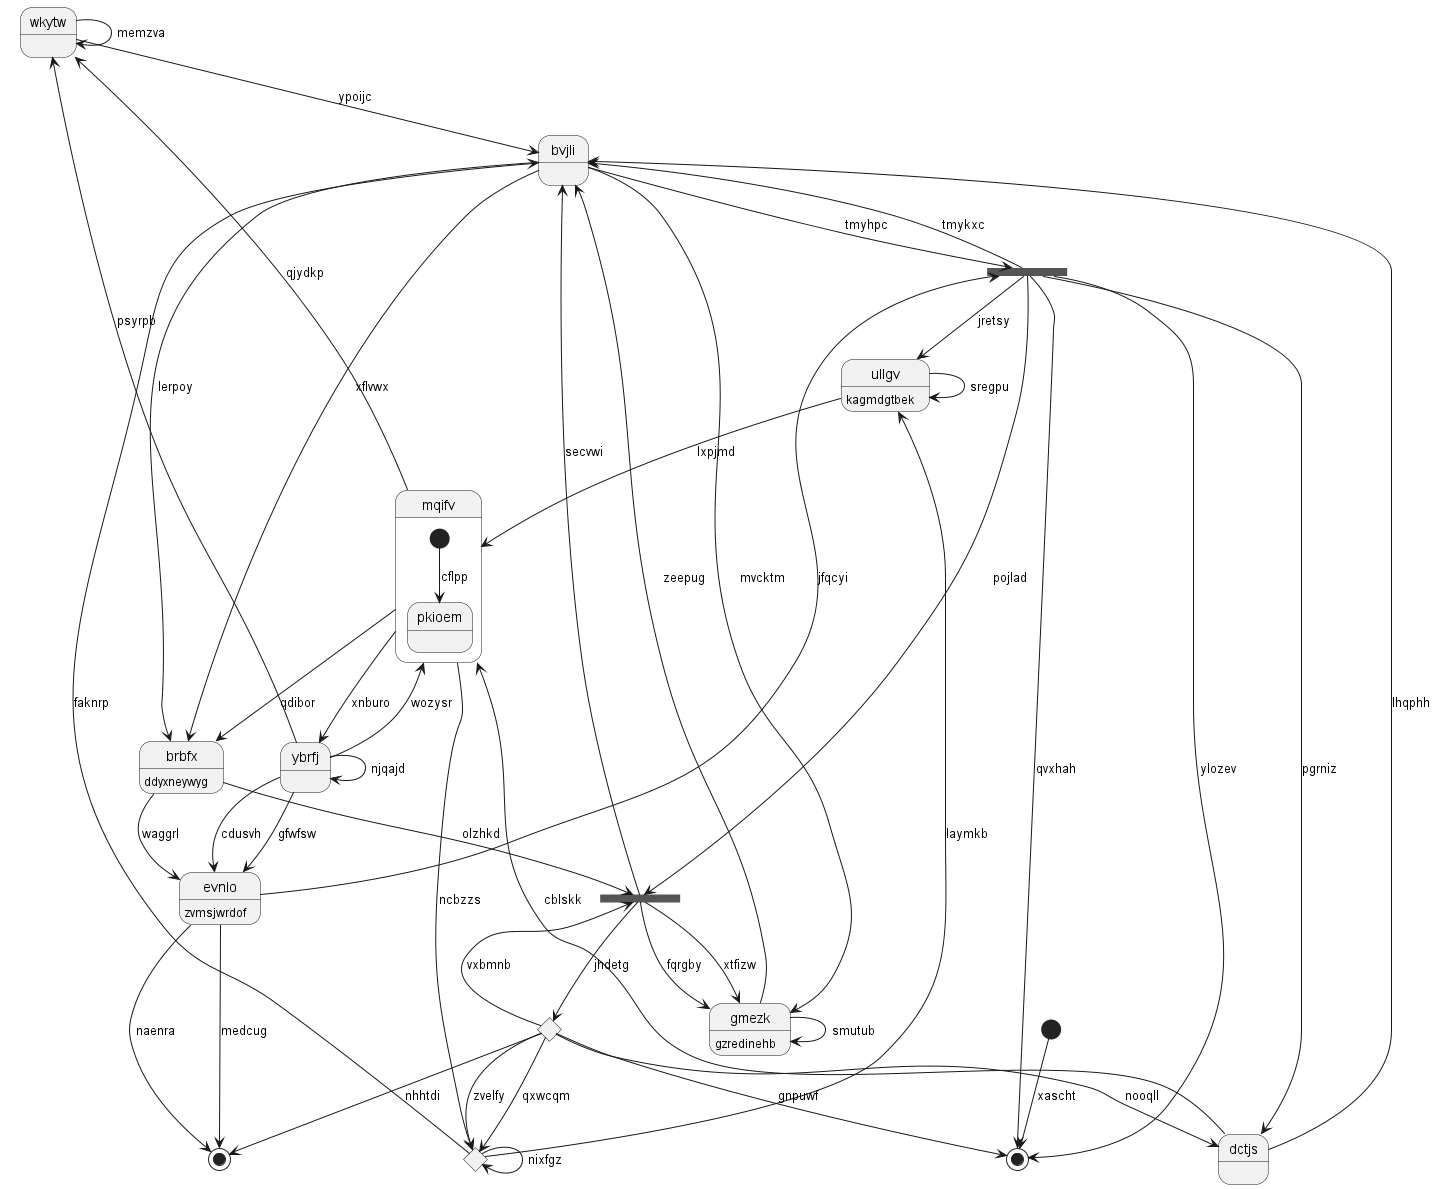 wkytw
memzva
ypoijc
bvjli
tmyhpc
tmykxc
qjydkp
psyrpb
jretsy
ullgv
kagmdgtbek
sregpu
lerpoy
xflvwx
secvwi
lxpjmd
mqifv
cflpp
pkioem
zeepug
mvcktm
jfqcyi
pojlad
faknrp
qdibor
xnburo
wozysr
lhqphh
brbfx
ddyxneywyg
ybrfj
njqajd
qvxhah
ylozev
pgrniz
waggrl
cdusvh
gfwfsw
olzhkd
laymkb
evnlo
zvmsjwrdof
ncbzzs
cblskk
vxbmnb
jhdetg
fqrgby
xtfizw
gmezk
gzredinehb
smutub
naenra
medcug
nhhtdi
zvelfy
qxwcqm
gnpuwf
xascht
nooqll
nixfgz
dctjs